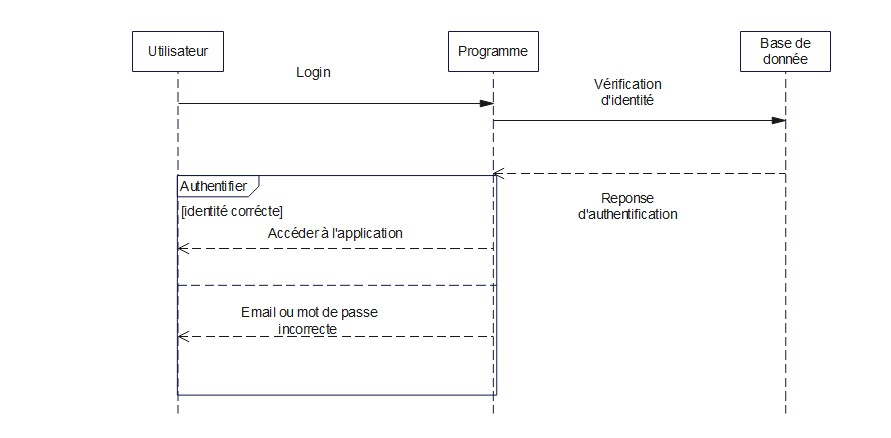 Utilisateur
Programme
Base de
donnée
Login
Vérification
d'identité
Authentifier
[identité corrécte]
Reponse
d'authentification
Accéder à l'application
Email ou mot de passe
incorrecte